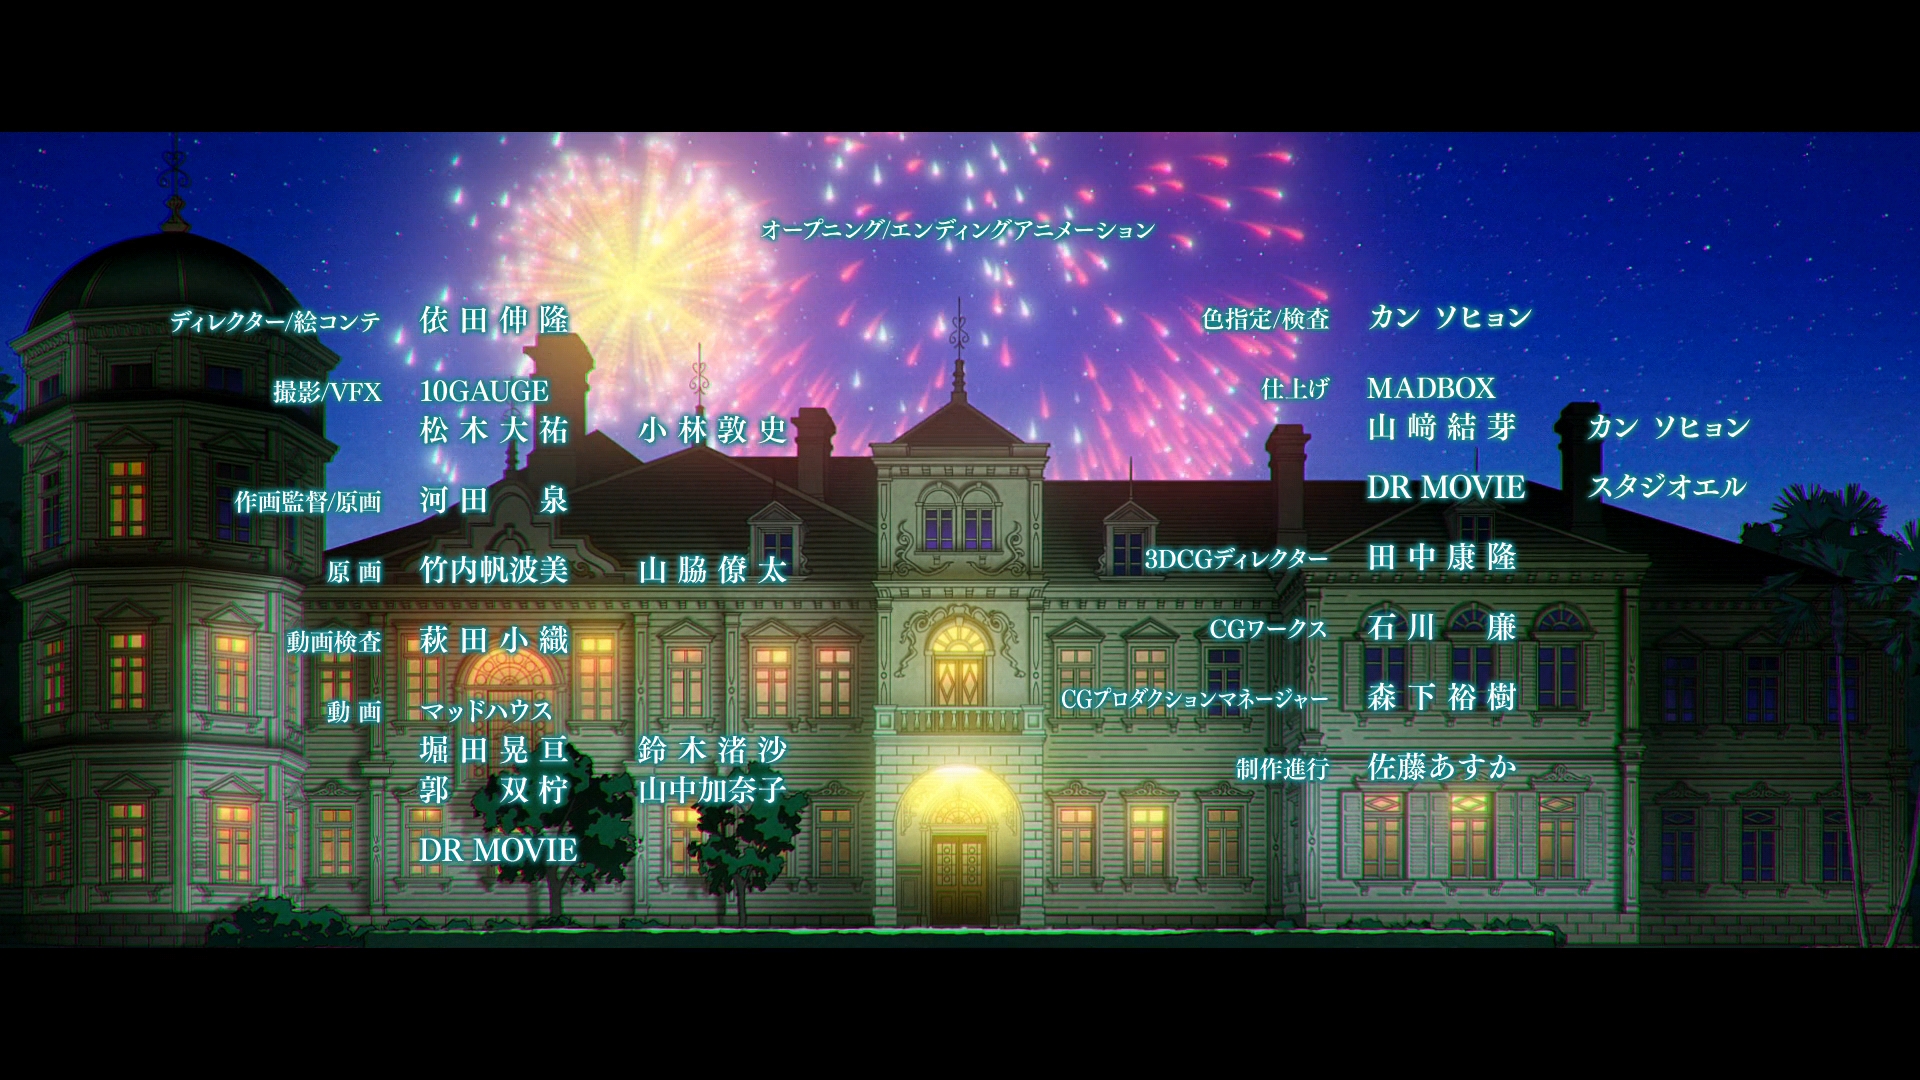 オープニング/エンディングアニメーション
ディレクター/絵コンテ 依田伸隆
撮影/VFX 10GAUGE
松木大祐 小林敦史
作画監督/原画 河田 泉
原画 竹内帆波美 山脇僚太
動画検査 萩田小織
動画 マッドハウス
堀田晃亘 鈴木渚沙
郭 双柠 山中加奈子
DR MOVIE
色指定/検査 カン ソヒョン
仕上げ MADBOX
山﨑結芽 カン ソヒョン
DR MOVIE スタジオエル
3DCGディレクター 田中康隆
CGワークス 石川 廉
CGプロダクションマネージャー 森下裕樹
制作進行 佐藤あすか